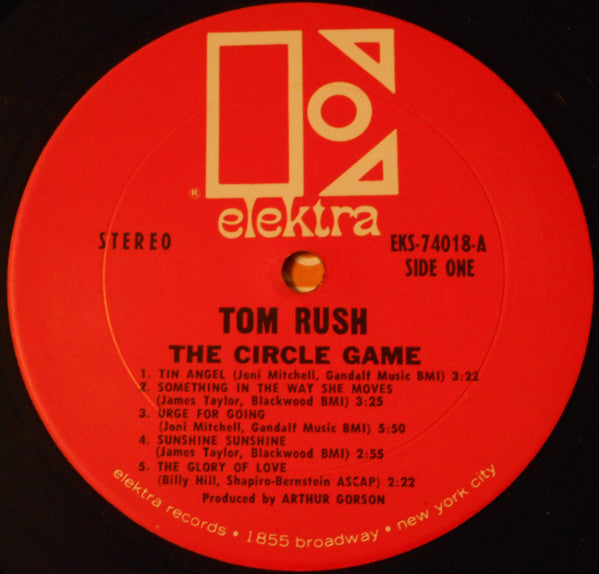 ®
elektra
STEREO
EKS-74018-A
SIDE ONE
TOM RUSH
THE CIRCLE GAME
1. TIN ANGEL (Joni Mitchell, Gandalf Music BMI) 3:22
2. SOMETHING IN THE WAY SHE MOVES
(James Taylor, Blackwood BMI) 3:25
3. URGE FOR GOING
(Joni Mitchell, Gandalf Music BMI) 5:50
4. SUNSHINE SUNSHINE
(James Taylor, Blackwood BMI) 2:55
5. THE GLORY OF LOVE
(Billy Hill, Shapiro-Bernstein ASCAP) 2:22
Produced by ARTHUR GORSON
elektra records • 1855 broadway • new york city